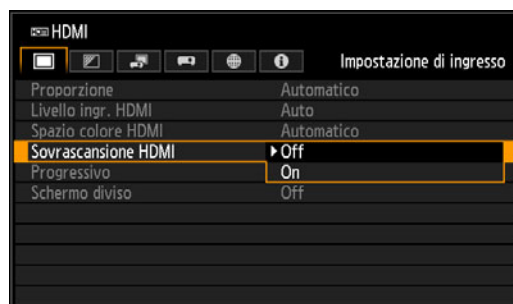 HDMI
Impostazione di ingresso
Proporzione Automatico
Livello ingr. HDMI Auto
Spazio colore HDMI Automatico
Sovrascansione HDMI Off
Progressivo On
Schermo diviso Off